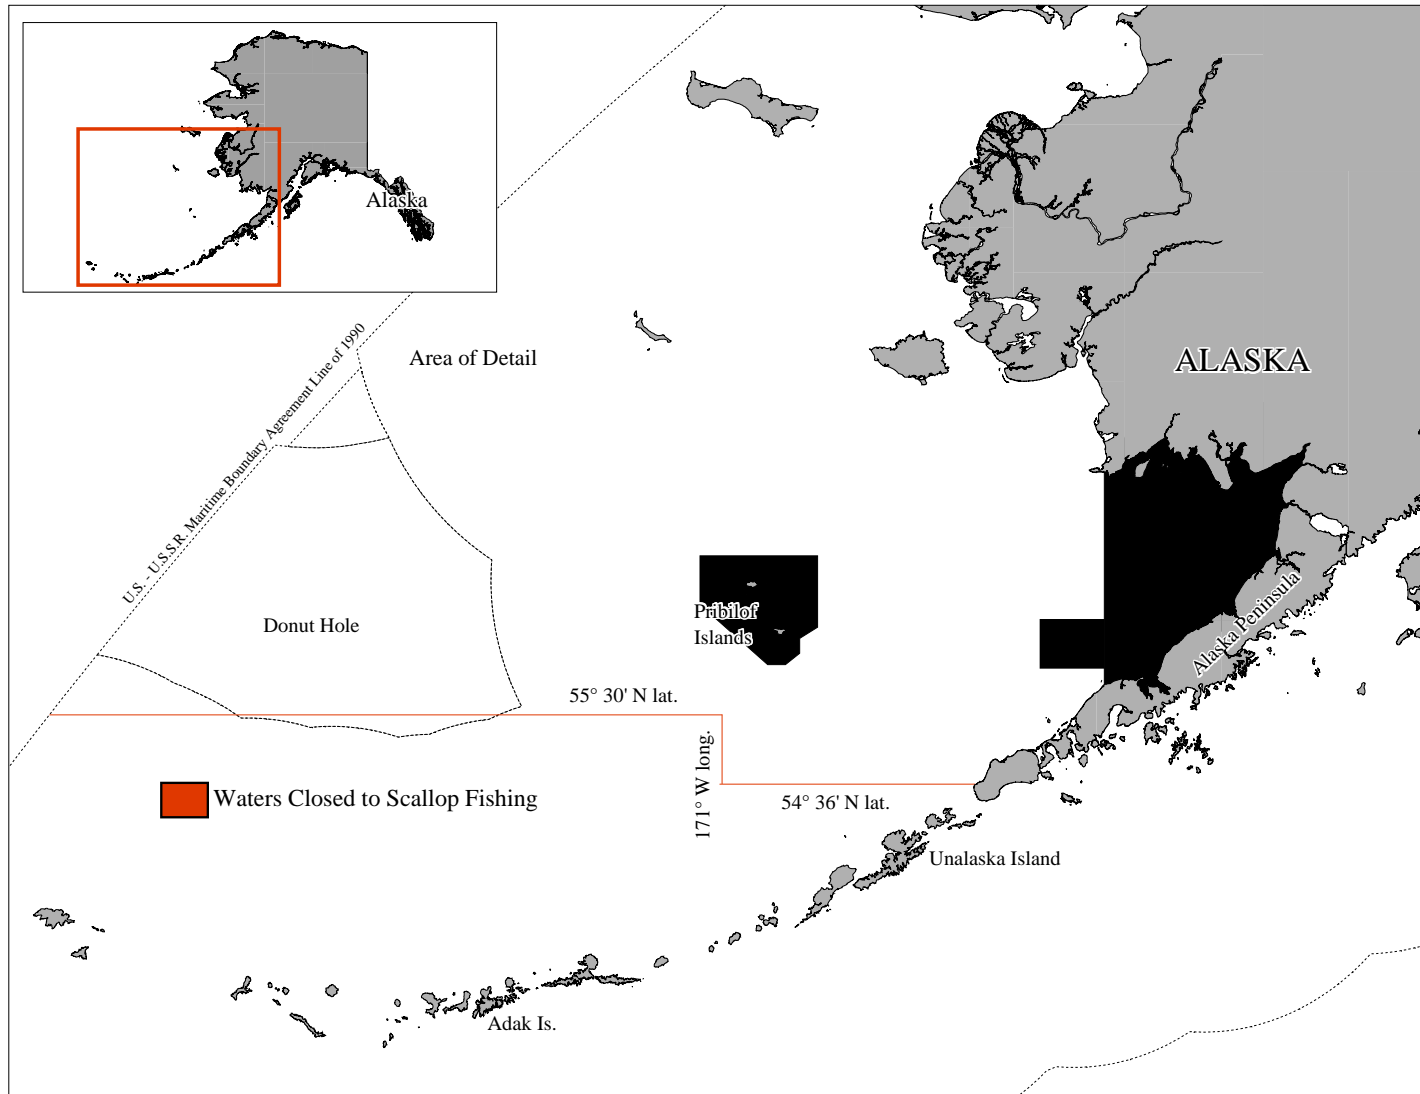 Alaska
U.S. - U.S.S.R. Maritime Boundary Agreement Line of 1990
Area of Detail
ALASKA
Donut Hole
Pribilof
Islands
Alaska Peninsula
55° 30' N lat.
171° W long.
54° 36' N lat.
Waters Closed to Scallop Fishing
Unalaska Island
Adak Is.